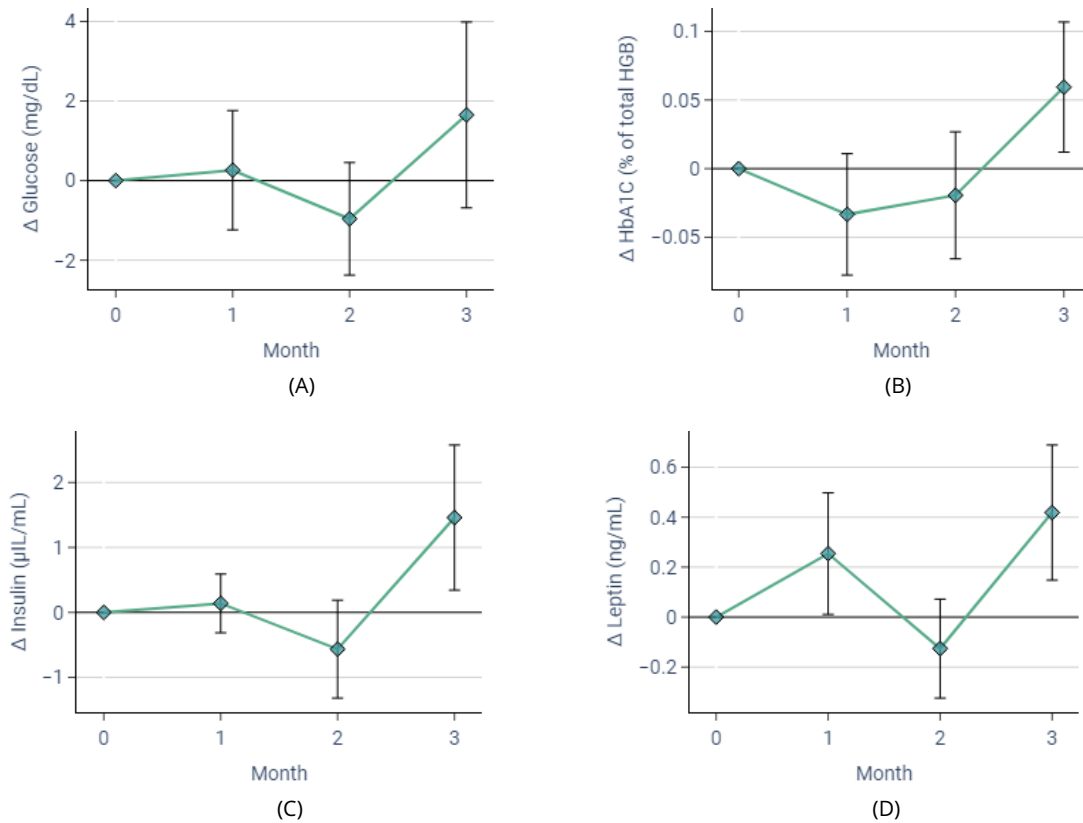 Δ Glucose (mg/dL)
4
2
0
−2
0 1 2 3
Month
(A)
Δ HbA1C (% of total HGB)
0.1
0.05
0
−0.05
0 1 2 3
Month
(B)
Δ Insulin (µIL/mL)
2
1
0
−1
0 1 2 3
Month
(C)
Δ Leptin (ng/mL)
0.6
0.4
0.2
0
−0.2
0 1 2 3
Month
(D)